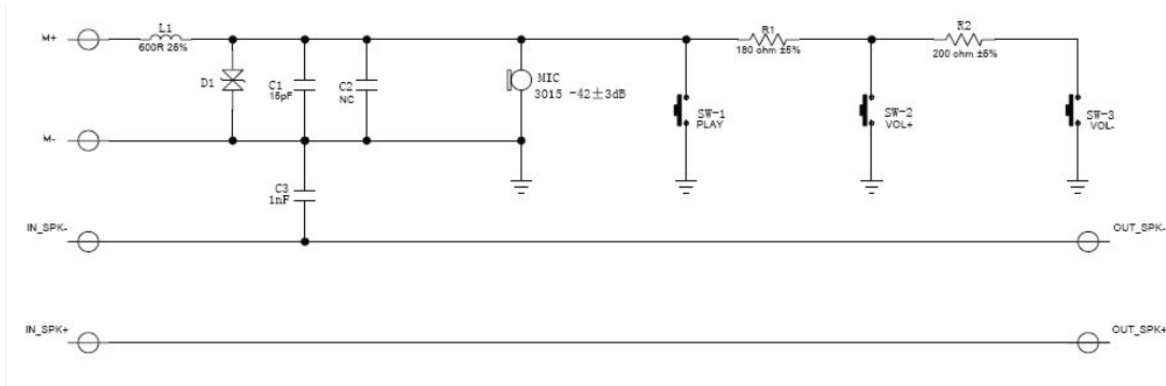 M+
L1
600R 25%
D1
C1
15pF
C2
NC
MIC
3015 -42±3dB
R1
180 ohm ±5%
R2
200 ohm ±5%
SW-1
PLAY
SW-2
VOL+
SW-3
VOL-
M-
C3
1nF
IN_SPK-
OUT_SPK-
IN_SPK+
OUT_SPK+